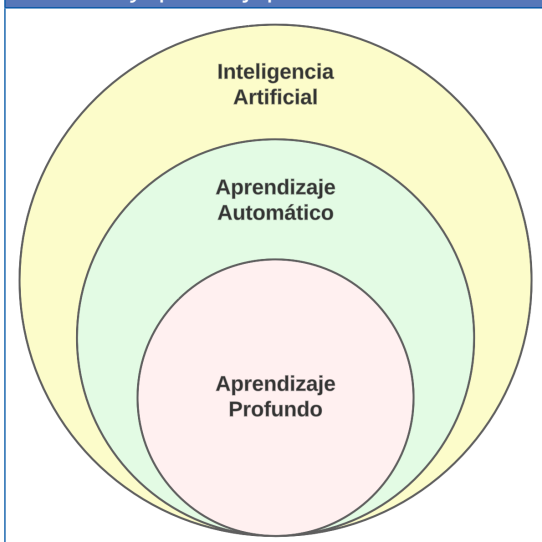 Inteligencia
Artificial
Aprendizaje
Automático
Aprendizaje
Profundo